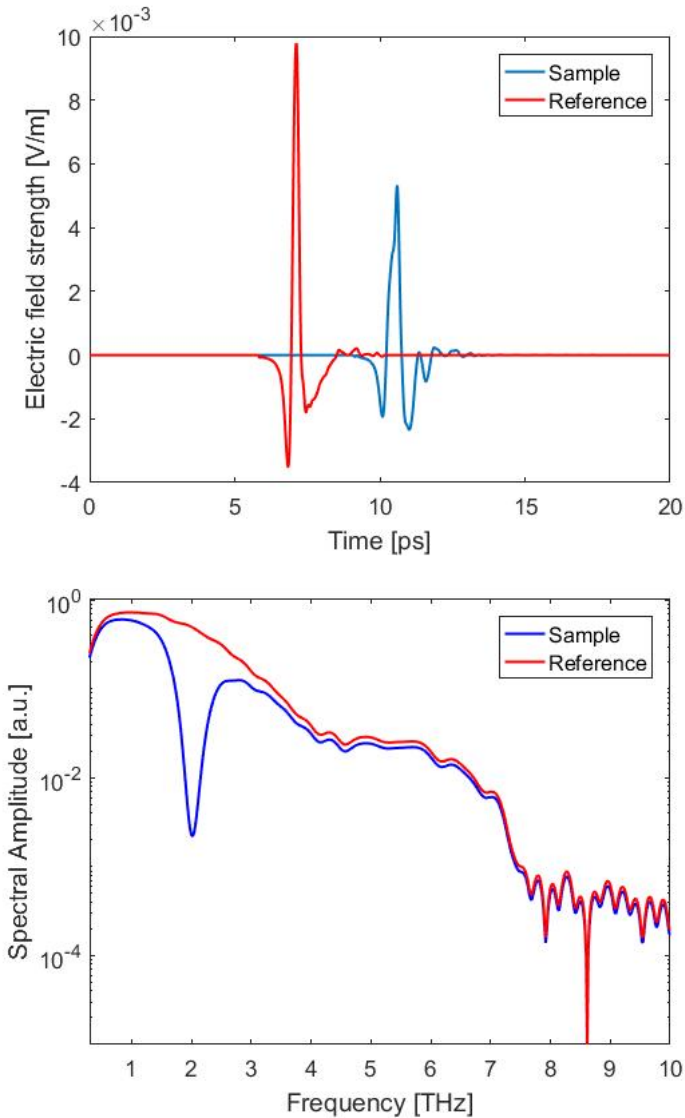 ×10⁻³
10
8
6
4
2
0
-2
-4
Electric field strength [V/m]
Sample
Reference
0 5 10 15 20
Time [ps]
10⁰
10⁻²
10⁻⁴
Spectral Amplitude [a.u.]
Sample
Reference
1 2 3 4 5 6 7 8 9 10
Frequency [THz]